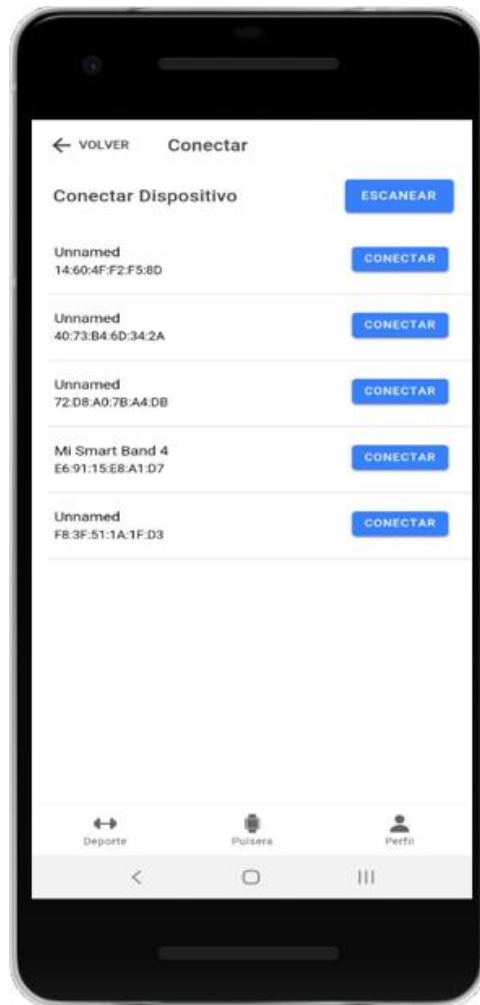 VOLVER Conectar
Conectar Dispositivo ESCANEAR
Unnamed
14:60:4F:F2:F5:8D CONECTAR
Unnamed
40:73:B4:6D:34:2A CONECTAR
Unnamed
72:D8:A0:7B:A4:DB CONECTAR
Mi Smart Band 4
E6:91:15:E8:A1:D7 CONECTAR
Unnamed
F8:3F:51:1A:1F:D3 CONECTAR
Deporte Pulsera Perfil